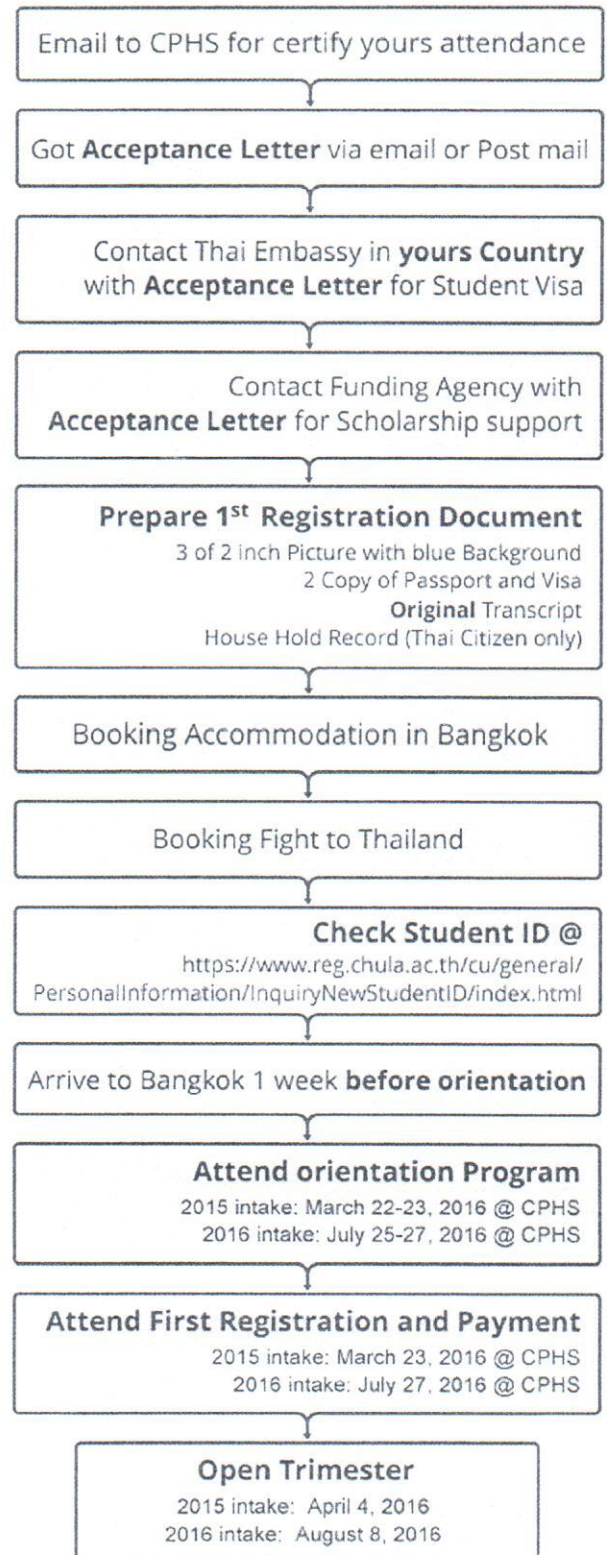 Email to CPHS for certify yours attendance
Got Acceptance Letter via email or Post mail
Contact Thai Embassy in yours Country
with Acceptance Letter for Student Visa
Contact Funding Agency with
Acceptance Letter for Scholarship support
Prepare 1st Registration Document
3 of 2 inch Picture with blue Background
2 Copy of Passport and Visa
Original Transcript
House Hold Record (Thai Citizen only)
Booking Accommodation in Bangkok
Booking Fight to Thailand
Check Student ID @
https://www.reg.chula.ac.th/cu/general/
PersonalInformation/InquiryNewStudentID/index.html
Arrive to Bangkok 1 week before orientation
Attend orientation Program
2015 intake: March 22-23, 2016 @ CPHS
2016 intake: July 25-27, 2016 @ CPHS
Attend First Registration and Payment
2015 intake: March 23, 2016 @ CPHS
2016 intake: July 27, 2016 @ CPHS
Open Trimester
2015 intake: April 4, 2016
2016 intake: August 8, 2016